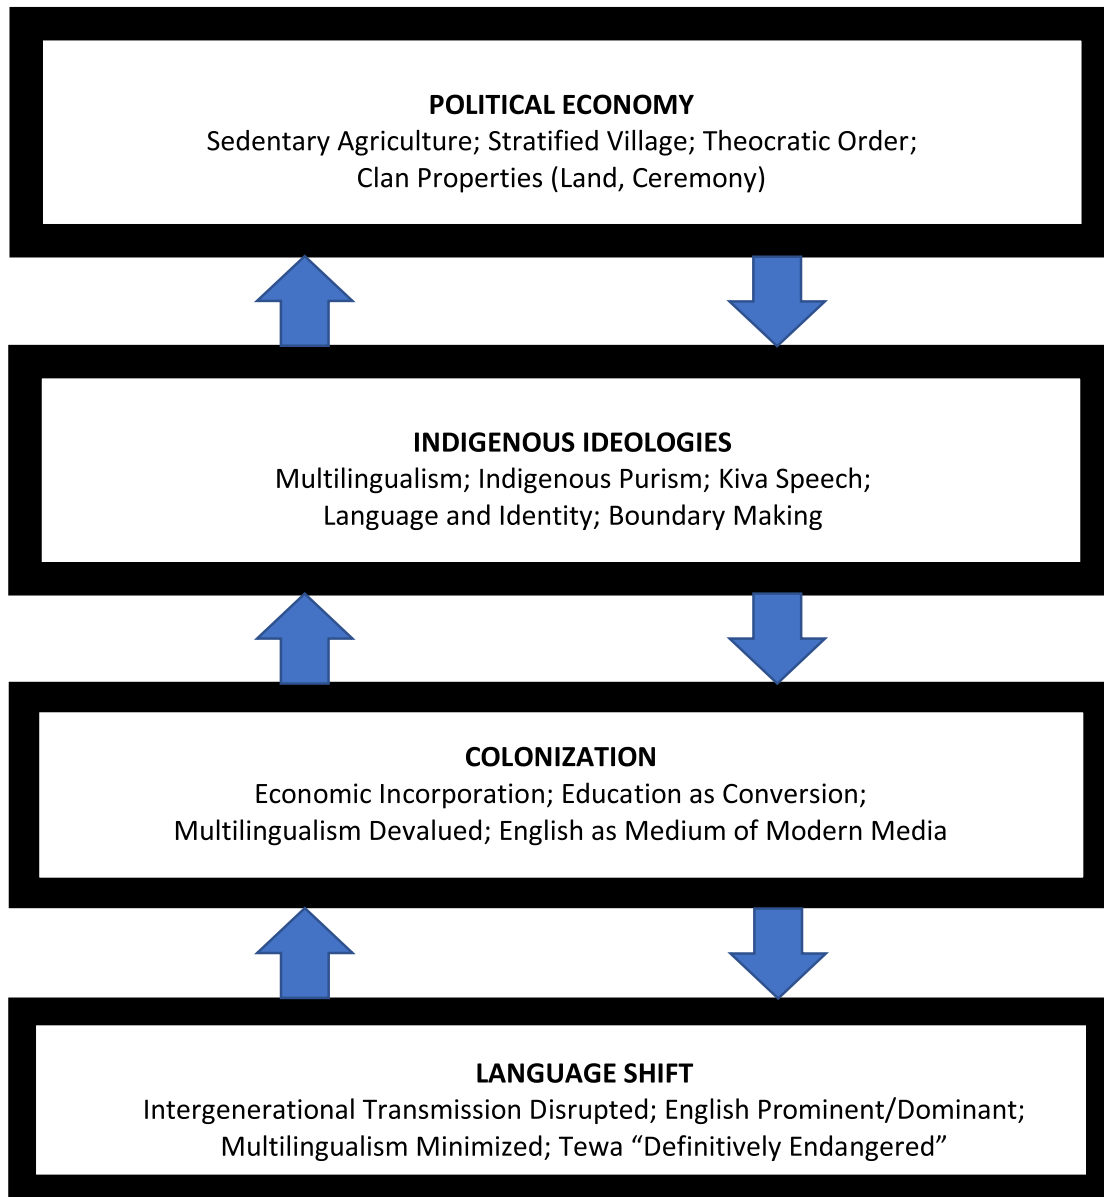 POLITICAL ECONOMY
Sedentary Agriculture; Stratified Village; Theocratic Order;
Clan Properties (Land, Ceremony)
INDIGENOUS IDEOLOGIES
Multilingualism; Indigenous Purism; Kiva Speech;
Language and Identity; Boundary Making
COLONIZATION
Economic Incorporation; Education as Conversion;
Multilingualism Devalued; English as Medium of Modern Media
LANGUAGE SHIFT
Intergenerational Transmission Disrupted; English Prominent/Dominant;
Multilingualism Minimized; Tewa “Definitively Endangered”